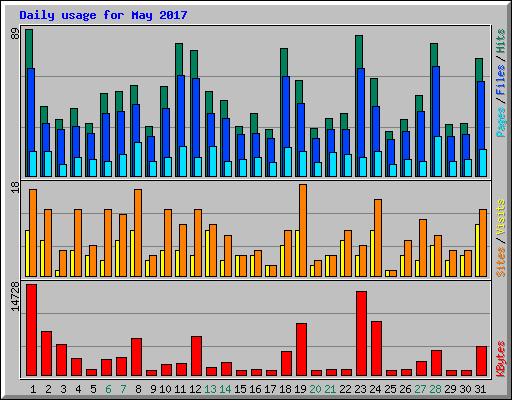 Daily usage for May 2017
89
Pages / Files / Hits
18
Sites / Visits
14728
KBytes
1 2 3 4 5 6 7 8 9 10 11 12 13 14 15 16 17 18 19 20 21 22 23 24 25 26 27 28 29 30 31